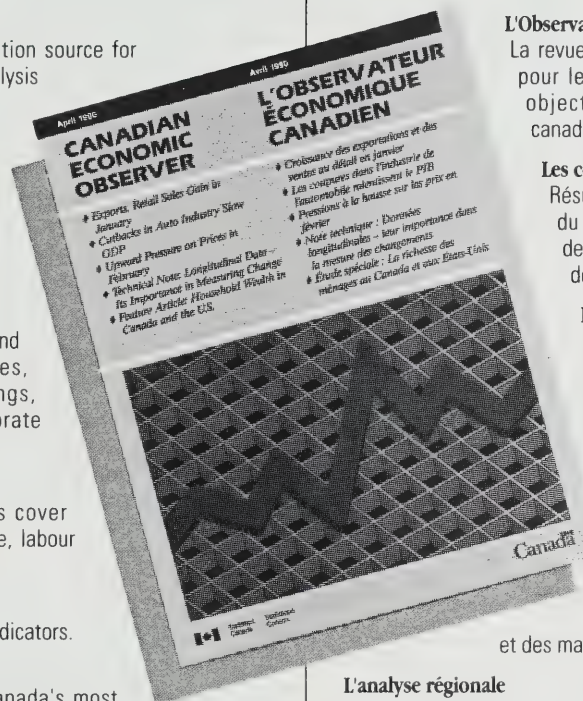 tion source for
lysis
nd
es,
ngs,
orate
s cover
e, labour
dicators.
anada's most
April 1990
Avril 1990
CANADIAN
ECONOMIC
OBSERVER
♦ Exports, Retail Sales Gain in
January
♦ Cutbacks in Auto Industry Slow
GDP
♦ Upward Pressure on Prices in
February
♦ Technical Note: Longitudinal Data –
Its Importance in Measuring Change
♦ Feature Article: Household Wealth in
Canada and the U.S.
L'OBSERVATEUR
ÉCONOMIQUE
CANADIEN
♦ Croissance des exportations et des
ventes au détail en janvier
♦ Les coupures dans l'industrie de
l'automobile ralentissent le PIB
♦ Pressions à la hausse sur les prix en
février
♦ Note technique : Données
longitudinales – leur importance dans
la mesure des changements
♦ Étude spéciale : La richesse des
ménages au Canada et aux États-Unis
Canada
Statistics Statistique
Canada Canada
L'Observa
La revue
pour le
object
canad
Les c
Rése
du
de
de
et des ma
L'analyse régionale